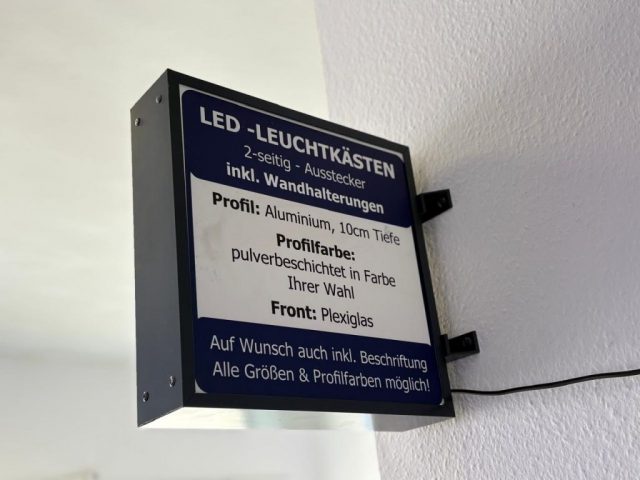 LED -LEUCHTKÄSTEN
2-seitig - Ausstecker
inkl. Wandhalterungen
Profil: Aluminium, 10cm Tiefe
Profilfarbe:
pulverbeschichtet in Farbe
Ihrer Wahl
Front: Plexiglas
Auf Wunsch auch inkl. Beschriftung
Alle Größen & Profilfarben möglich!